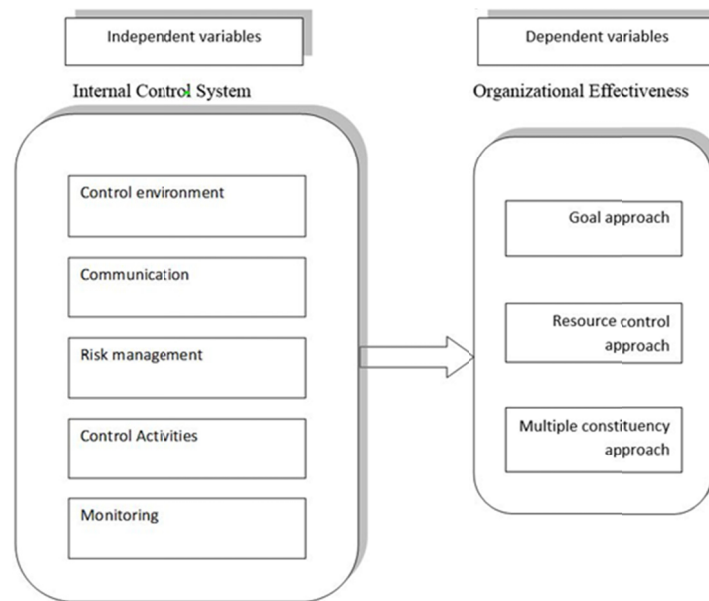 Independent variables
Internal Control System
Control environment
Communication
Risk management
Control Activities
Monitoring
Dependent variables
Organizational Effectiveness
Goal approach
Resource control
approach
Multiple constituency
approach